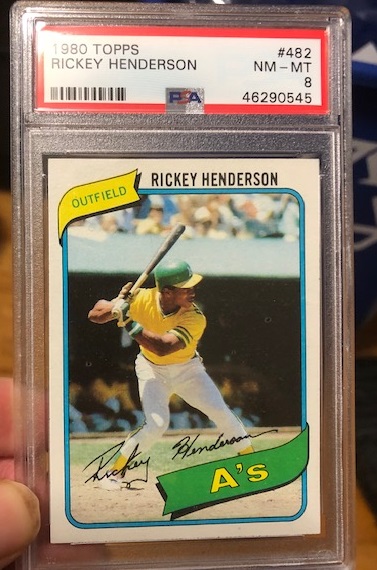 1980 TOPPS #482
RICKEY HENDERSON NM-MT
8
PSA 46290545
OUTFIELD
RICKEY HENDERSON
Rickey Henderson
A's